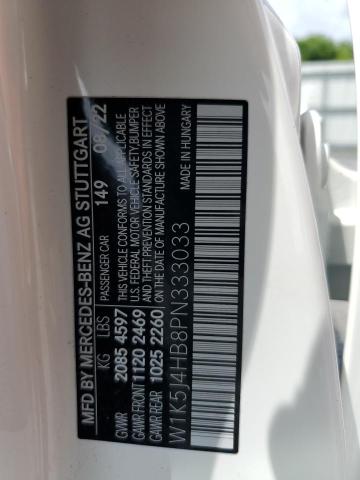 MFD BY MERCEDES-BENZ AG STUTTGART
PASSENGER CAR 149 08/22
KG LBS
GVWR 2085 4597
GAWR FRONT 1120 2469
GAWR REAR 1025 2260
THIS VEHICLE CONFORMS TO ALL APPLICABLE
U.S. FEDERAL MOTOR VEHICLE SAFETY, BUMPER
AND THEFT PREVENTION STANDARDS IN EFFECT
ON THE DATE OF MANUFACTURE SHOWN ABOVE.
MADE IN HUNGARY
W1K5J4HB8PN333033